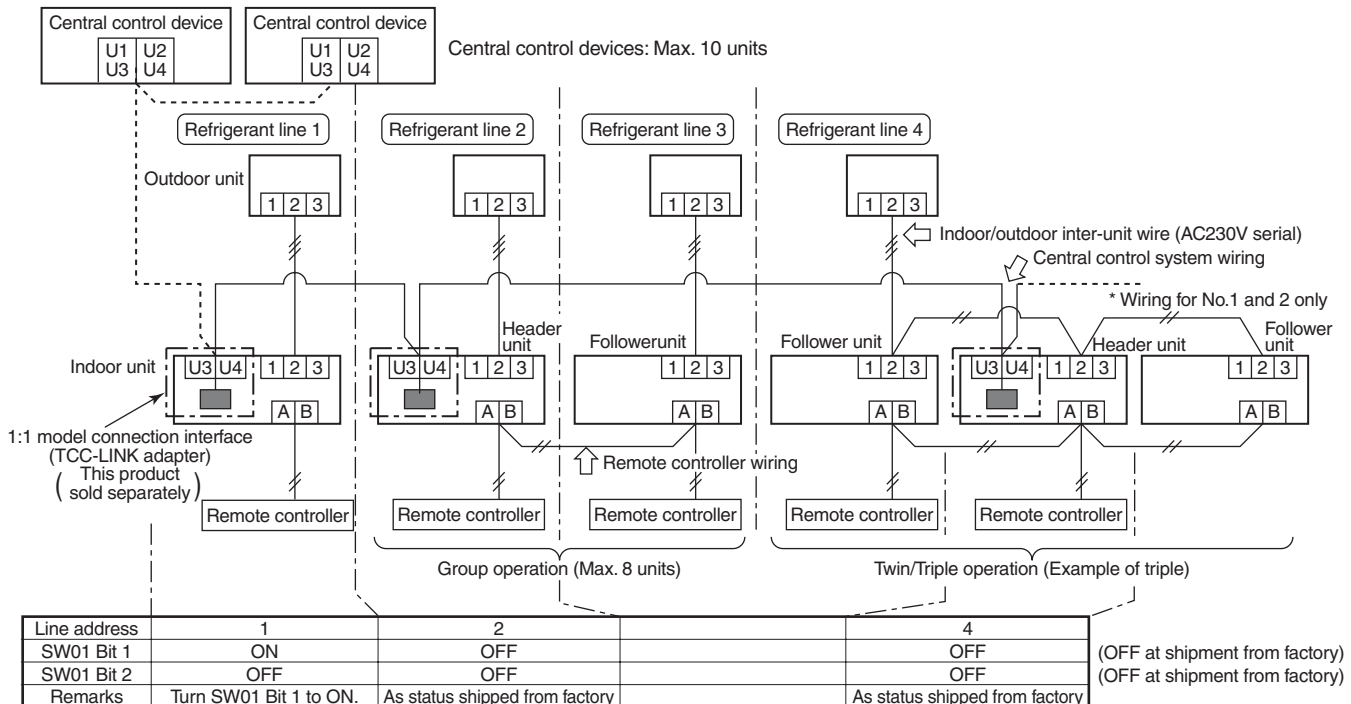 Central control device Central control device
U1 U2 U1 U2
U3 U4 U3 U4
Central control devices: Max. 10 units
Refrigerant line 1 Refrigerant line 2 Refrigerant line 3 Refrigerant line 4
Outdoor unit
1 2 3 1 2 3 1 2 3 1 2 3
Indoor/outdoor inter-unit wire (AC230V serial)
Central control system wiring
* Wiring for No.1 and 2 only
Header unit
Followerunit
Follower unit
Header unit
Follower unit
Indoor unit
U3 U4 1 2 3 U3 U4 1 2 3 1 2 3 1 2 3 U3 U4 1 2 3 1 2 3
A B A B A B A B A B A B
1:1 model connection interface
(TCC-LINK adapter)
( This product
sold separately )
Remote controller wiring
Remote controller Remote controller Remote controller Remote controller Remote controller
Group operation (Max. 8 units) Twin/Triple operation (Example of triple)
Line address 1 2 4
SW01 Bit 1 ON OFF OFF (OFF at shipment from factory)
SW01 Bit 2 OFF OFF OFF (OFF at shipment from factory)
Remarks Turn SW01 Bit 1 to ON. As status shipped from factory As status shipped from factory